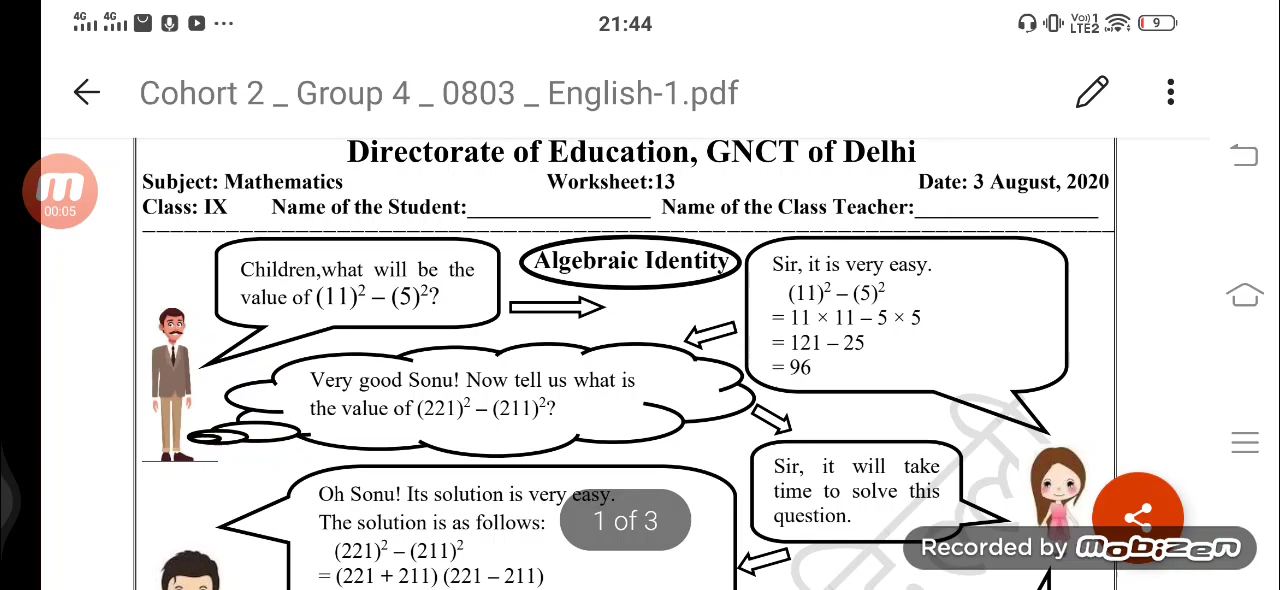 4G 4G ... 21:44 Vo)) 1 LTE2 9
Cohort 2 _ Group 4 _ 0803 _ English-1.pdf
00:05
Directorate of Education, GNCT of Delhi
Subject: Mathematics Worksheet:13 Date: 3 August, 2020
Class: IX Name of the Student:_________________ Name of the Class Teacher:_________________
Algebraic Identity
Children,what will be the
value of (11)² – (5)²?
Sir, it is very easy.
(11)² – (5)²
= 11 × 11 – 5 × 5
= 121 – 25
= 96
Very good Sonu! Now tell us what is
the value of (221)² – (211)²?
Sir, it will take
time to solve this
question.
Oh Sonu! Its solution is very easy.
The solution is as follows:
(221)² – (211)²
= (221 + 211) (221 – 211)
1 of 3
Recorded by Mobizen